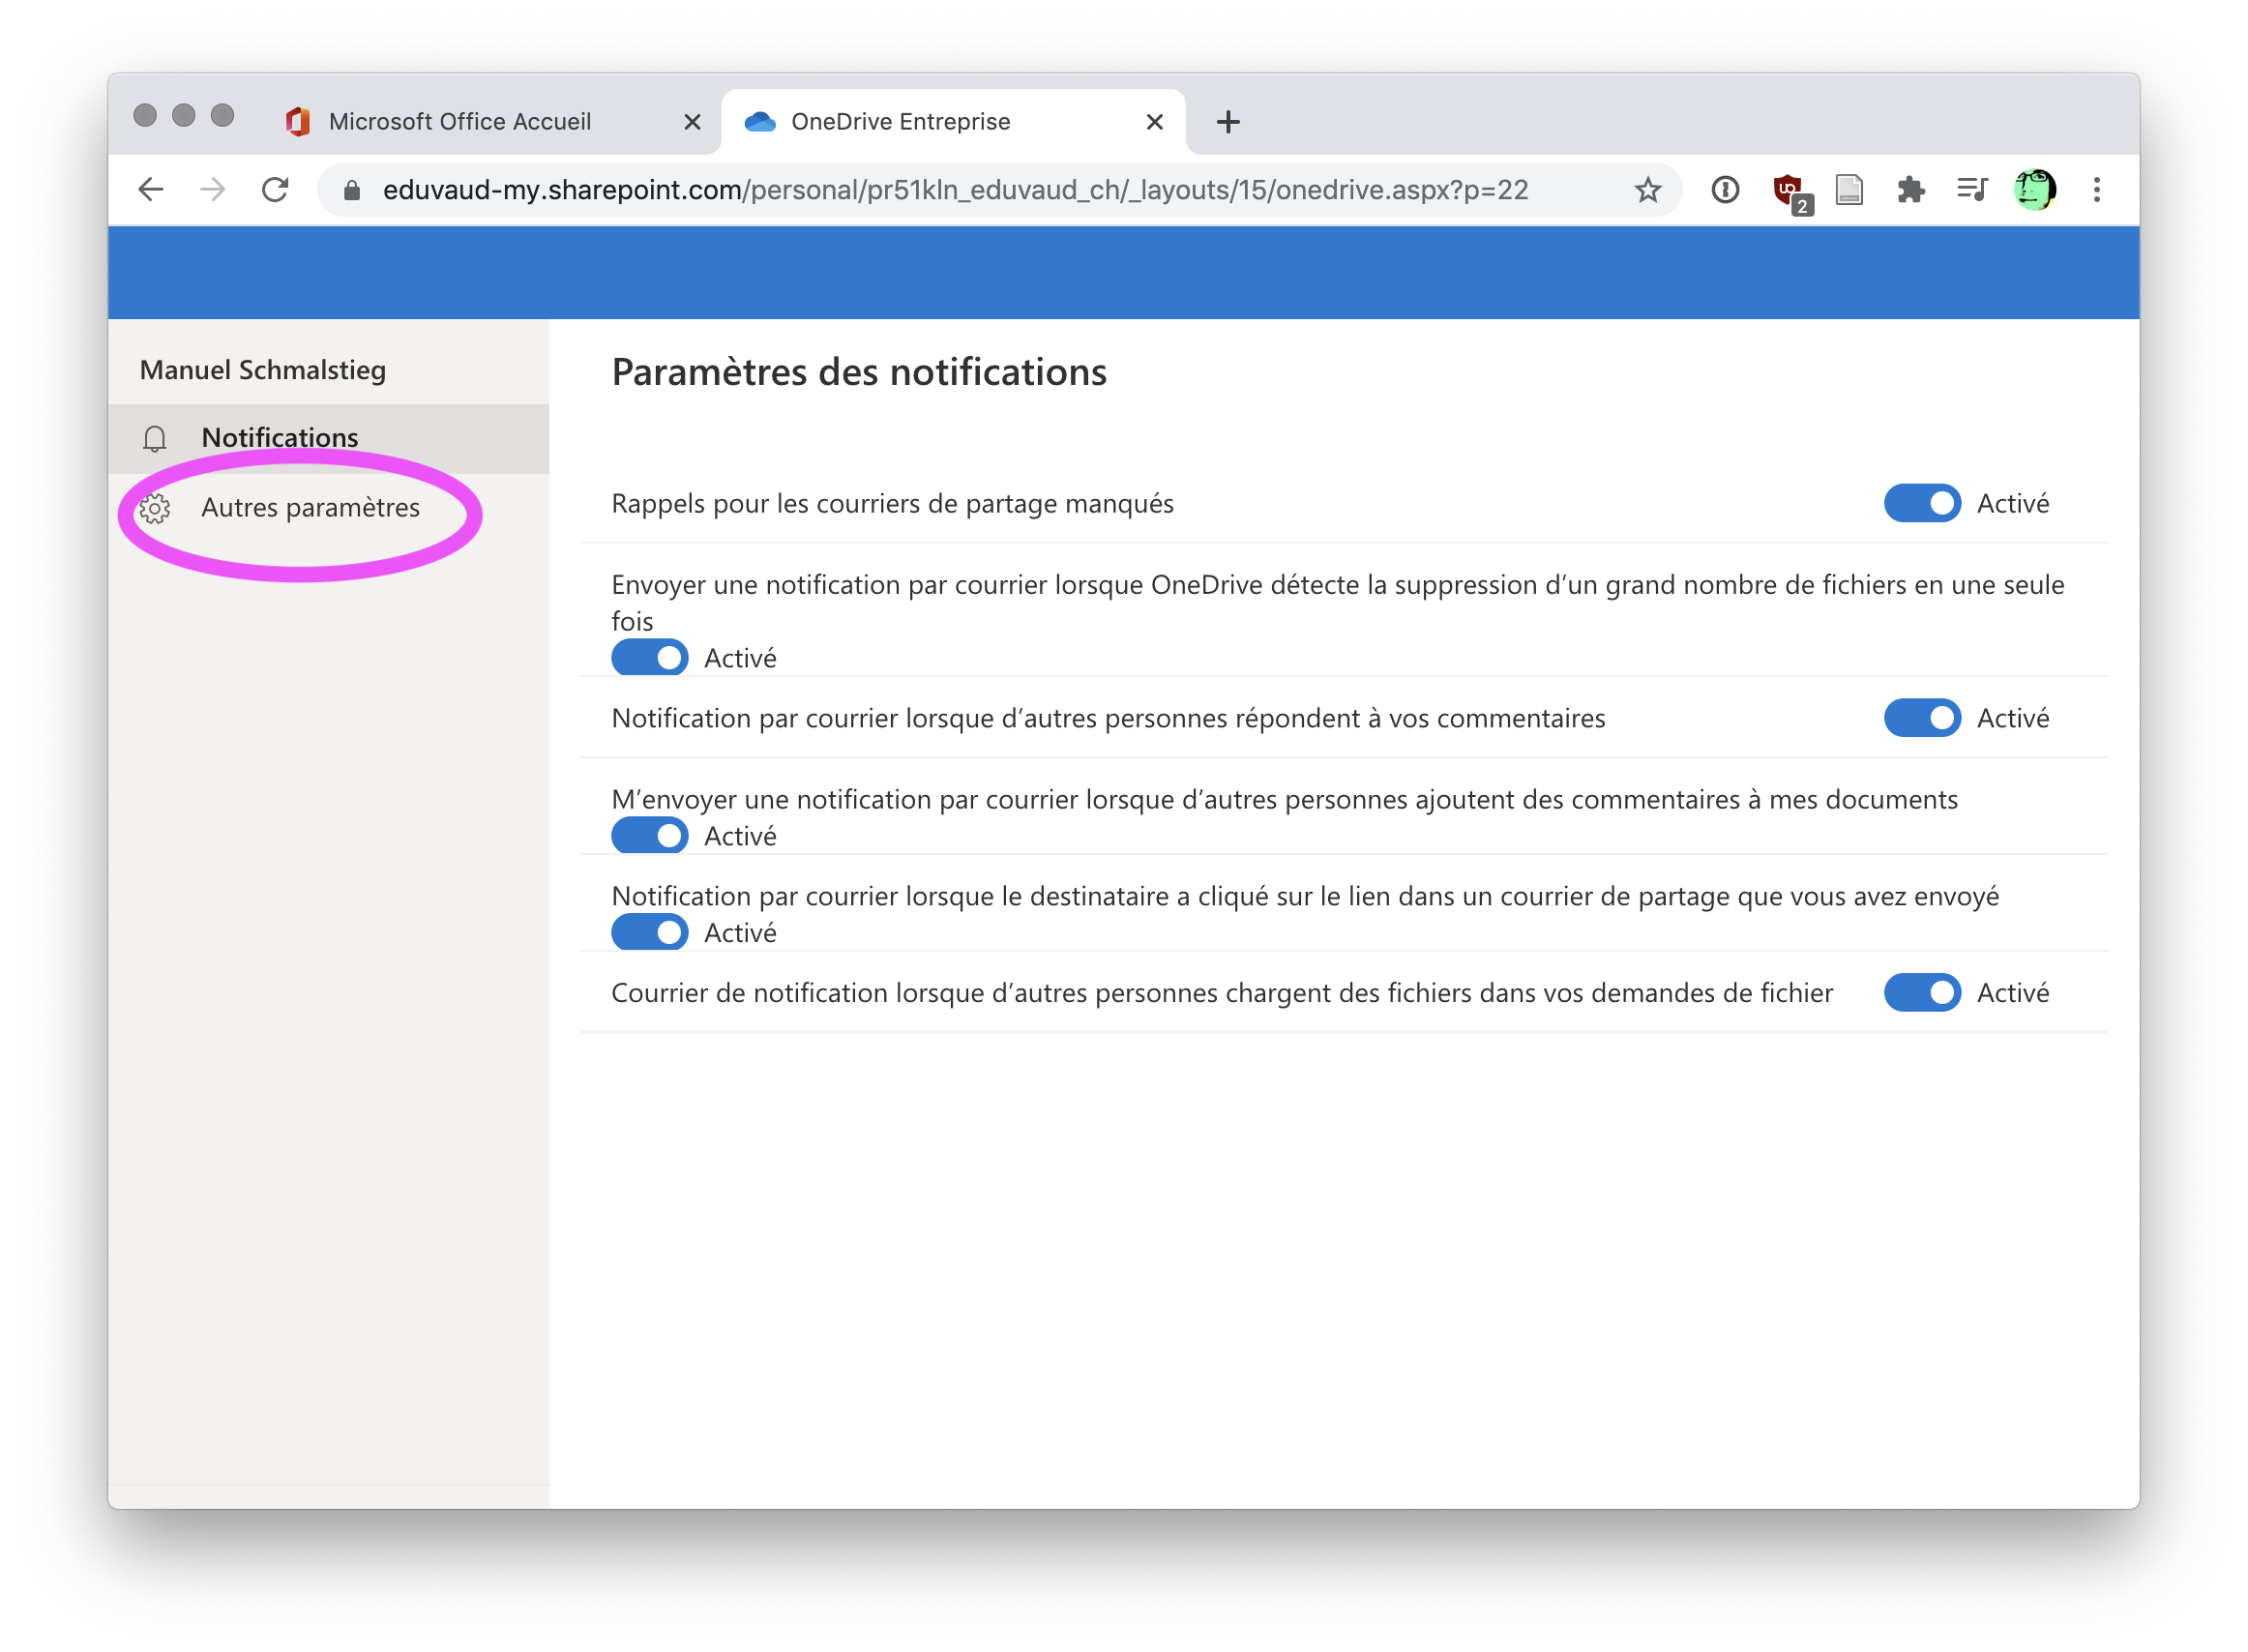 Microsoft Office Accueil
OneDrive Entreprise
eduvaud-my.sharepoint.com/personal/pr51kln_eduvaud_ch/_layouts/15/onedrive.aspx?p=22
2
Manuel Schmalstieg
Notifications
Autres paramètres
Paramètres des notifications
Rappels pour les courriers de partage manqués Activé
Envoyer une notification par courrier lorsque OneDrive détecte la suppression d’un grand nombre de fichiers en une seule
fois
Activé
Notification par courrier lorsque d’autres personnes répondent à vos commentaires Activé
M’envoyer une notification par courrier lorsque d’autres personnes ajoutent des commentaires à mes documents
Activé
Notification par courrier lorsque le destinataire a cliqué sur le lien dans un courrier de partage que vous avez envoyé
Activé
Courrier de notification lorsque d’autres personnes chargent des fichiers dans vos demandes de fichier Activé